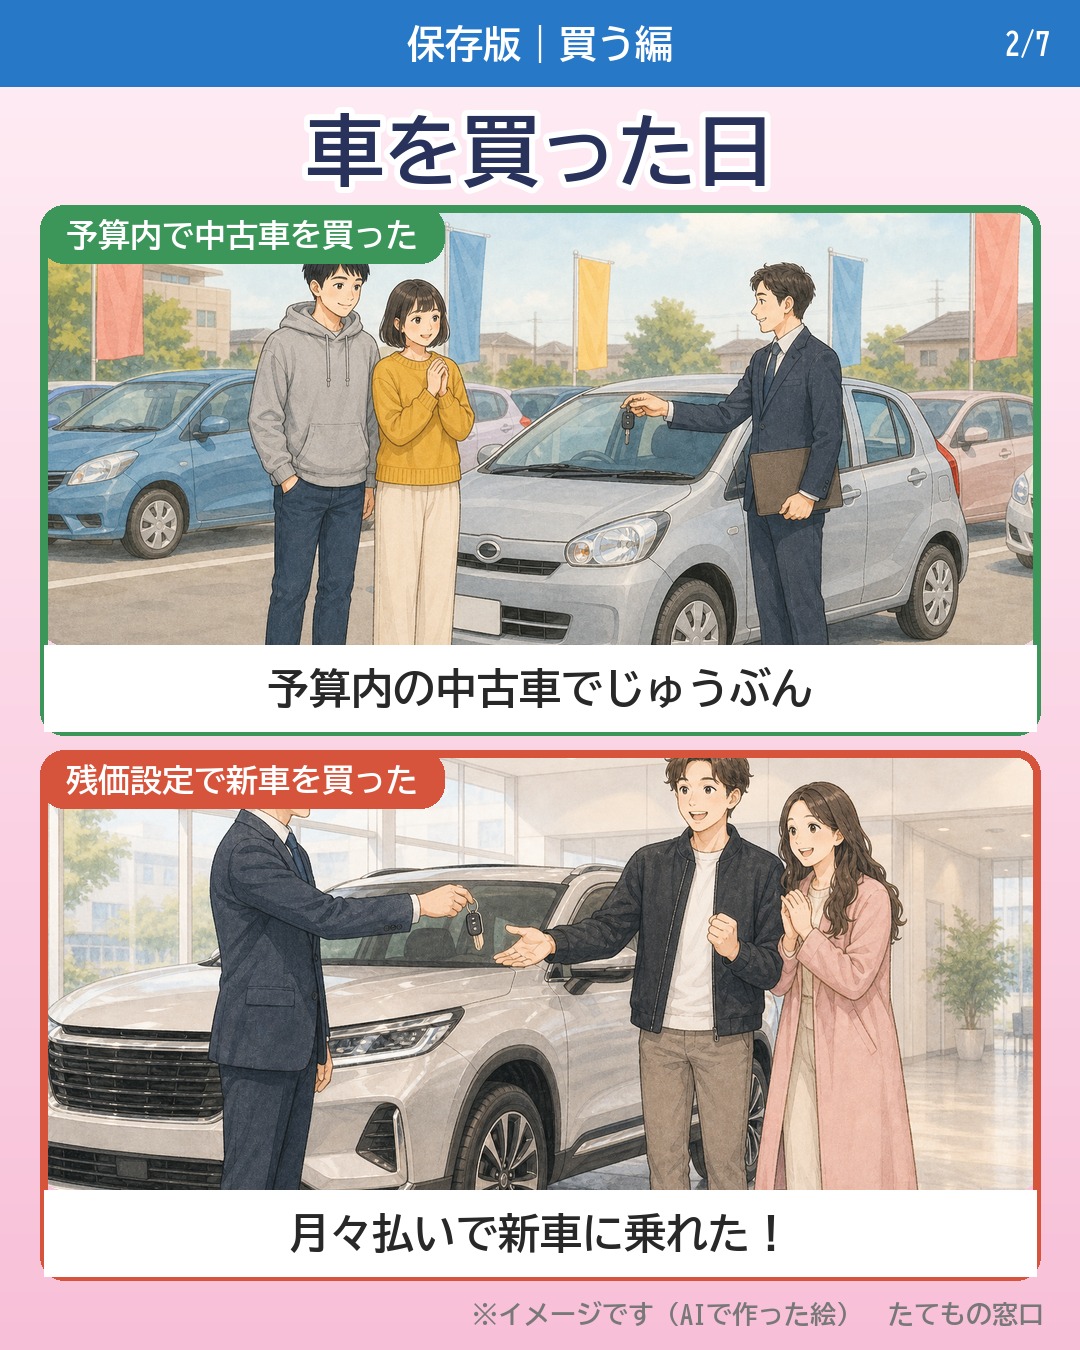 保存版｜買う編
2/7
車を買った日
予算内で中古車を買った
予算内の中古車でじゅうぶん
残価設定で新車を買った
月々払いで新車に乗れた！
※イメージです（AIで作った絵）　たてもの窓口